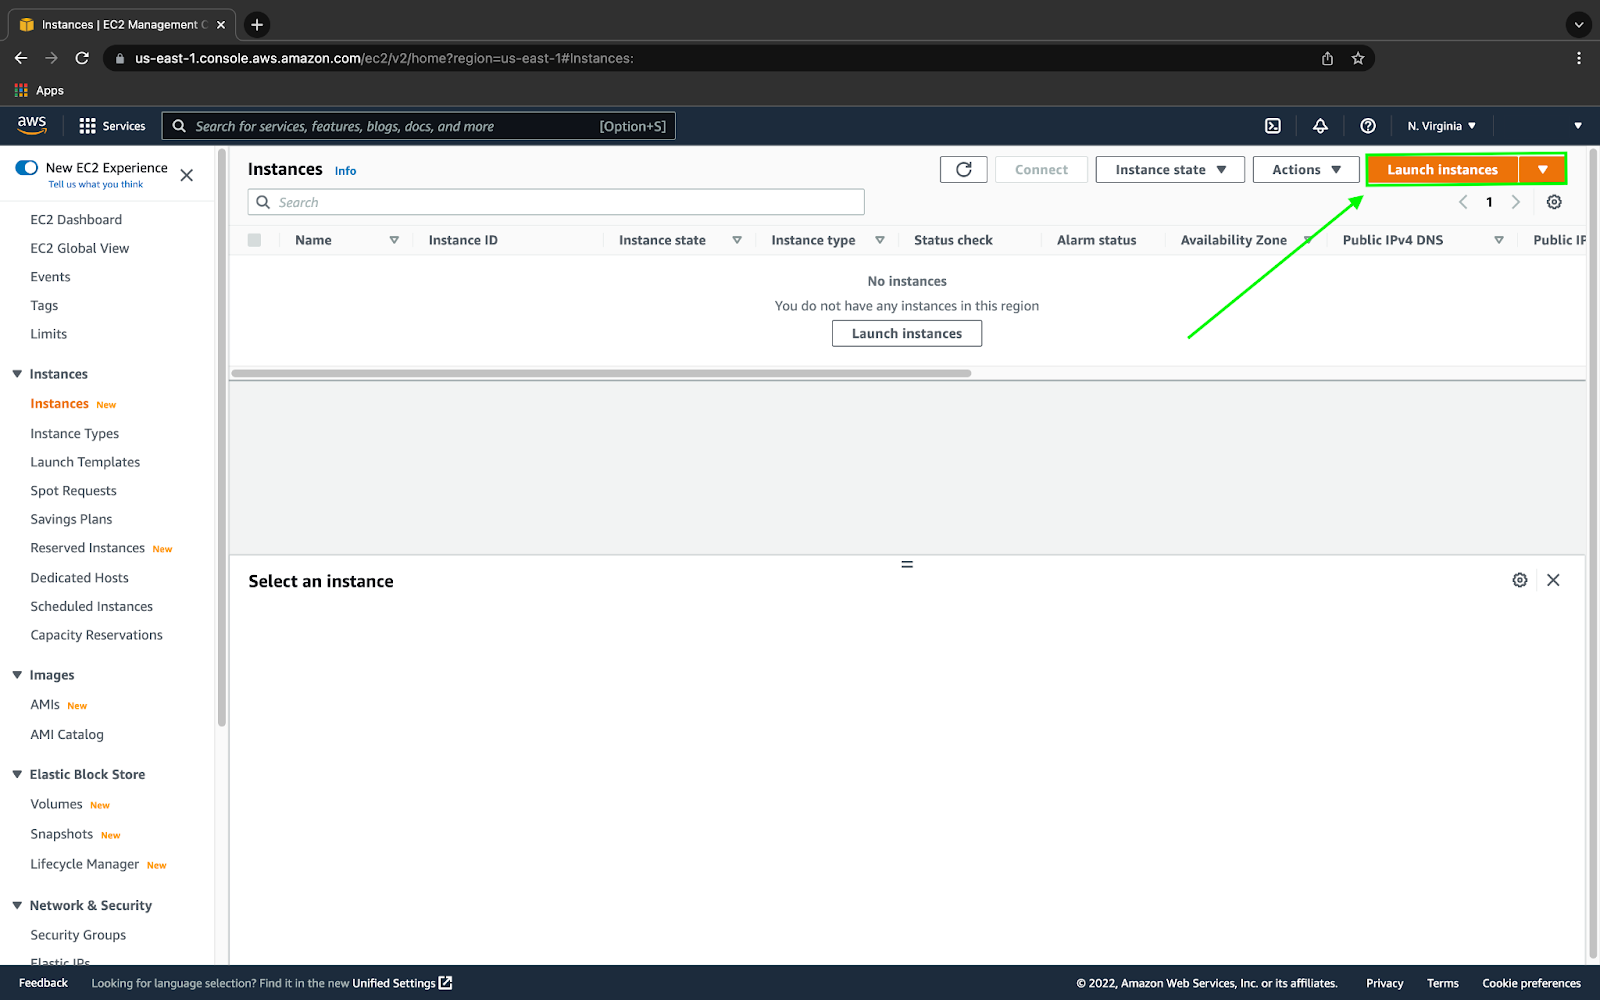 Instances | EC2 Management C
us-east-1.console.aws.amazon.com/ec2/v2/home?region=us-east-1#Instances:
Apps
aws
Services
Search for services, features, blogs, docs, and more
[Option+S]
N. Virginia
New EC2 Experience
Tell us what you think
EC2 Dashboard
EC2 Global View
Events
Tags
Limits
Instances
Instances New
Instance Types
Launch Templates
Spot Requests
Savings Plans
Reserved Instances New
Dedicated Hosts
Scheduled Instances
Capacity Reservations
Images
AMIs New
AMI Catalog
Elastic Block Store
Volumes New
Snapshots New
Lifecycle Manager New
Network & Security
Security Groups
Elastic IPs
Instances Info
Connect
Instance state
Actions
Launch instances
Search
1
Name
Instance ID
Instance state
Instance type
Status check
Alarm status
Availability Zone
Public IPv4 DNS
Public IP
No instances
You do not have any instances in this region
Launch instances
Select an instance
Feedback
Looking for language selection? Find it in the new Unified Settings
© 2022, Amazon Web Services, Inc. or its affiliates.
Privacy
Terms
Cookie preferences